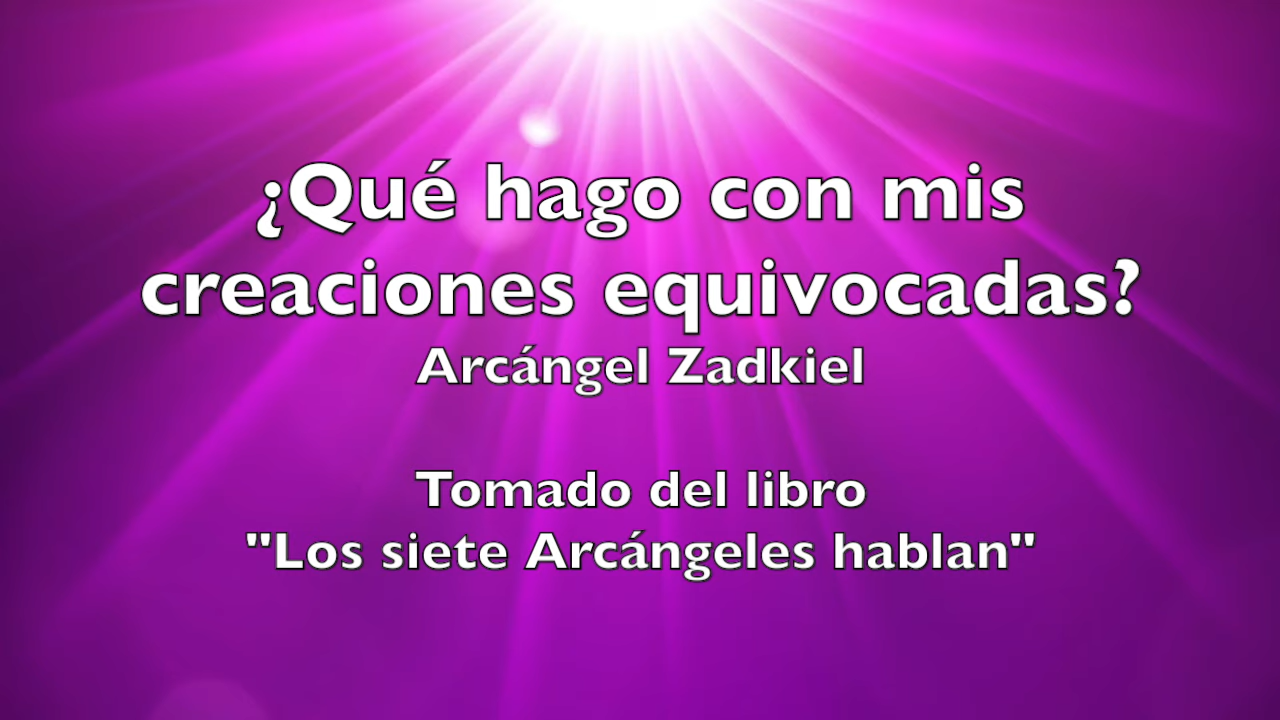 ¿Qué hago con mis
creaciones equivocadas?
Arcángel Zadkiel
Tomado del libro
"Los siete Arcángeles hablan"